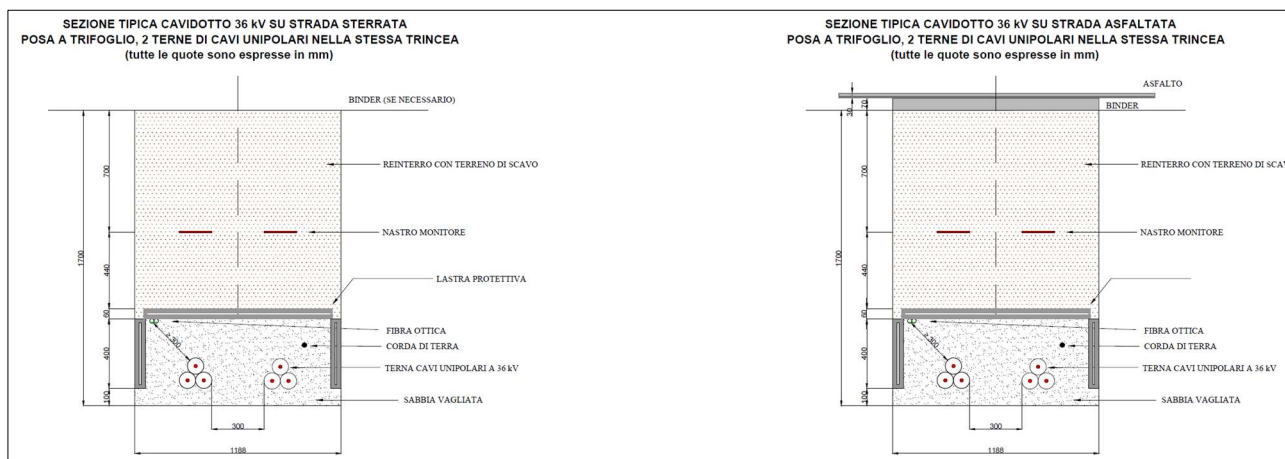 SEZIONE TIPICA CAVIDOTTO 36 kV SU STRADA STERRATA
POSA A TRIFOGLIO, 2 TERNE DI CAVI UNIPOLARI NELLA STESSA TRINCEA
(tutte le quote sono espresse in mm)
BINDER (SE NECESSARIO)
REINTERRO CON TERRENO DI SCAVO
700
NASTRO MONITORE
1700
440
LASTRA PROTETTIVA
60
FIBRA OTTICA
≥ 300
CORDA DI TERRA
400
TERNA CAVI UNIPOLARI A 36 kV
100
SABBIA VAGLIATA
300
1188
SEZIONE TIPICA CAVIDOTTO 36 kV SU STRADA ASFALTATA
POSA A TRIFOGLIO, 2 TERNE DI CAVI UNIPOLARI NELLA STESSA TRINCEA
(tutte le quote sono espresse in mm)
ASFALTO
30
70
BINDER
REINTERRO CON TERRENO DI SCAV
700
NASTRO MONITORE
1700
440
60
FIBRA OTTICA
≥ 300
CORDA DI TERRA
400
TERNA CAVI UNIPOLARI A 36 kV
100
SABBIA VAGLIATA
300
1188